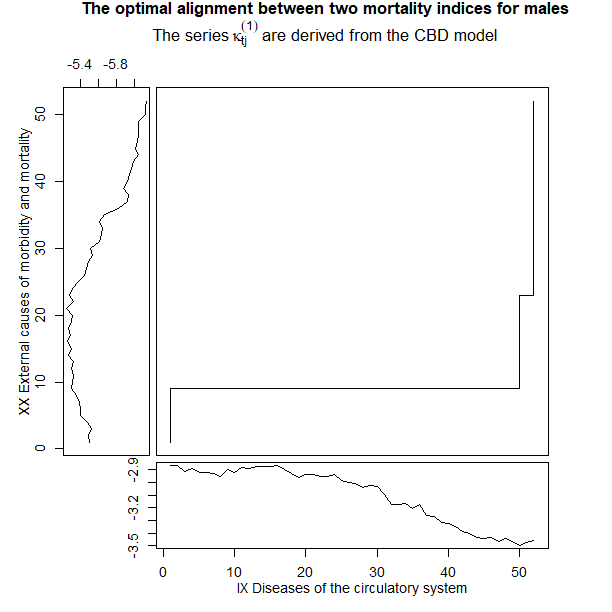 The optimal alignment between two mortality indices for males
The series κtj(1) are derived from the CBD model
-5.4 -5.8
XX External causes of morbidity and mortality
0 10 20 30 40 50
-3.5 -3.2 -2.9
0 10 20 30 40 50
IX Diseases of the circulatory system